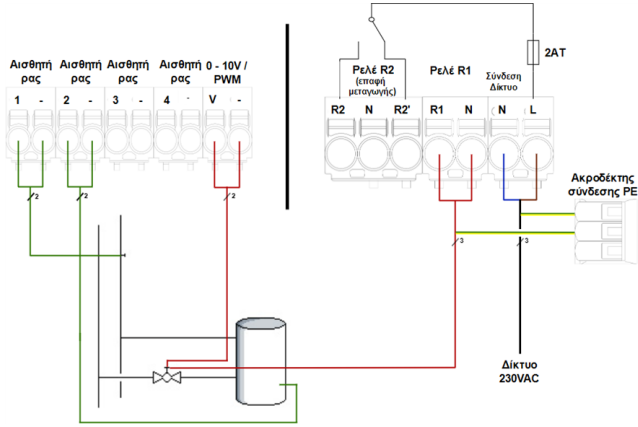 Αισθητή
ρας
Αισθητή
ρας
Αισθητή
ρας
Αισθητή
ρας
0 - 10V /
PWM
1 - 2 - 3 - 4 - V -
2
2
2
Ρελέ R2
(επαφή
μεταγωγής)
Ρελέ R1
Σύνδεση
Δίκτυο
2AT
R2 N R2' R1 N N L
Ακροδέκτης
σύνδεσης PE
3
3
Δίκτυο
230VAC